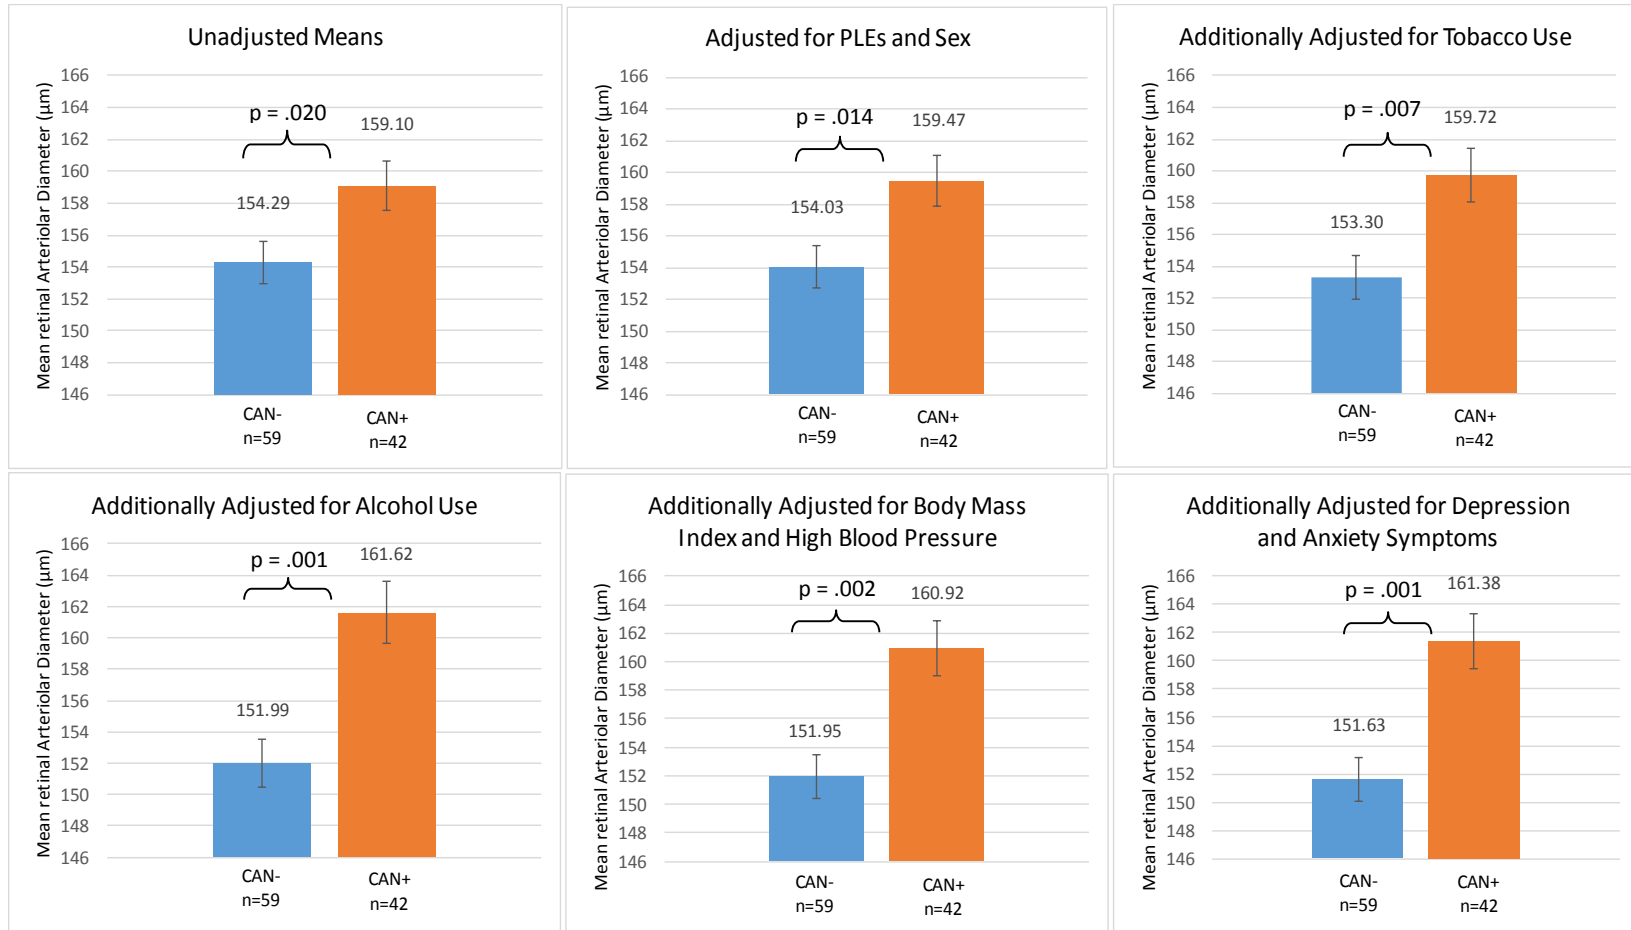 Unadjusted Means
Mean retinal Arteriolar Diameter (µm)
166
164
162
160
158
156
154
152
150
148
146
p = .020
159.10
154.29
CAN-
n=59
CAN+
n=42
Adjusted for PLEs and Sex
Mean retinal Arteriolar Diameter (µm)
166
164
162
160
158
156
154
152
150
148
146
p = .014
159.47
154.03
CAN-
n=59
CAN+
n=42
Additionally Adjusted for Tobacco Use
Mean retinal Arteriolar Diameter (µm)
166
164
162
160
158
156
154
152
150
148
146
p = .007
159.72
153.30
CAN-
n=59
CAN+
n=42
Additionally Adjusted for Alcohol Use
Mean retinal Arteriolar Diameter (µm)
166
164
162
160
158
156
154
152
150
148
146
p = .001
161.62
151.99
CAN-
n=59
CAN+
n=42
Additionally Adjusted for Body Mass
Index and High Blood Pressure
Mean retinal Arteriolar Diameter (µm)
166
164
162
160
158
156
154
152
150
148
146
p = .002
160.92
151.95
CAN-
n=59
CAN+
n=42
Additionally Adjusted for Depression
and Anxiety Symptoms
Mean retinal Arteriolar Diameter (µm)
166
164
162
160
158
156
154
152
150
148
146
p = .001
161.38
151.63
CAN-
n=59
CAN+
n=42